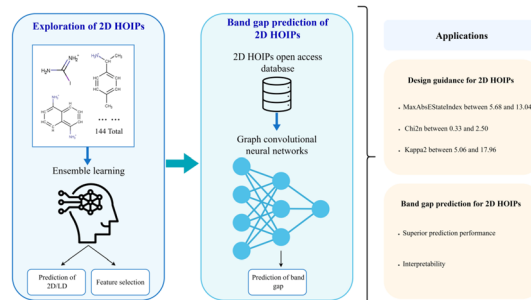 Exploration of 2D HOIPs
144 Total
Ensemble learning
Prediction of
2D/LD
Feature selection
Band gap prediction of
2D HOIPs
2D HOIPs open access
database
Graph convolutional
neural networks
Prediction of band
gap
Applications
Design guidance for 2D HOIPs
• MaxAbsEStateIndex between 5.68 and 13.04
• Chi2n between 0.33 and 2.50
• Kappa2 between 5.06 and 17.96
Band gap prediction for 2D HOIPs
• Superior prediction performance
• Interpretability